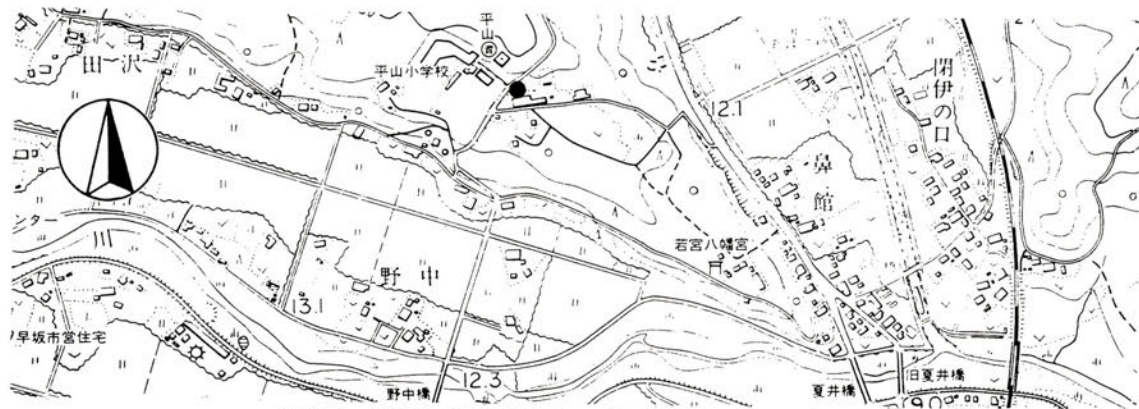 田沢
平山
平山小学校
12.1
閉伊の口
鼻館
ンター
川
若宮八幡宮
野中
13.1
早坂市営住宅
12.3
野中橋
夏井橋
旧夏井橋